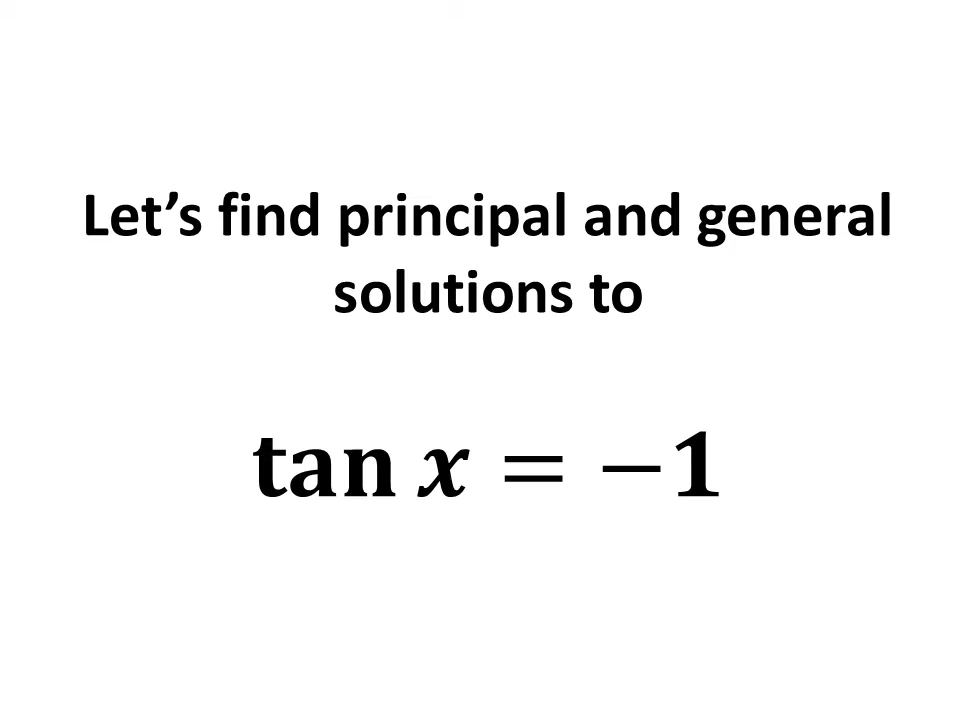 Let’s find principal and general
solutions to
tan x = −1